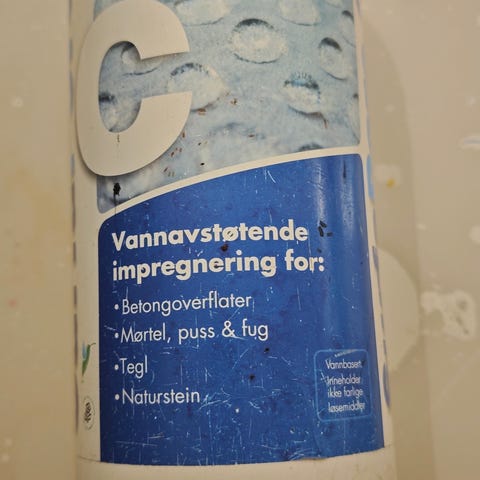 C
Vannavstøtende
impregnering for:
• Betongoverflater
• Mørtel, puss & fug
• Tegl
• Naturstein
Vannbasert.
Inneholder
ikke farlige
løsemidler